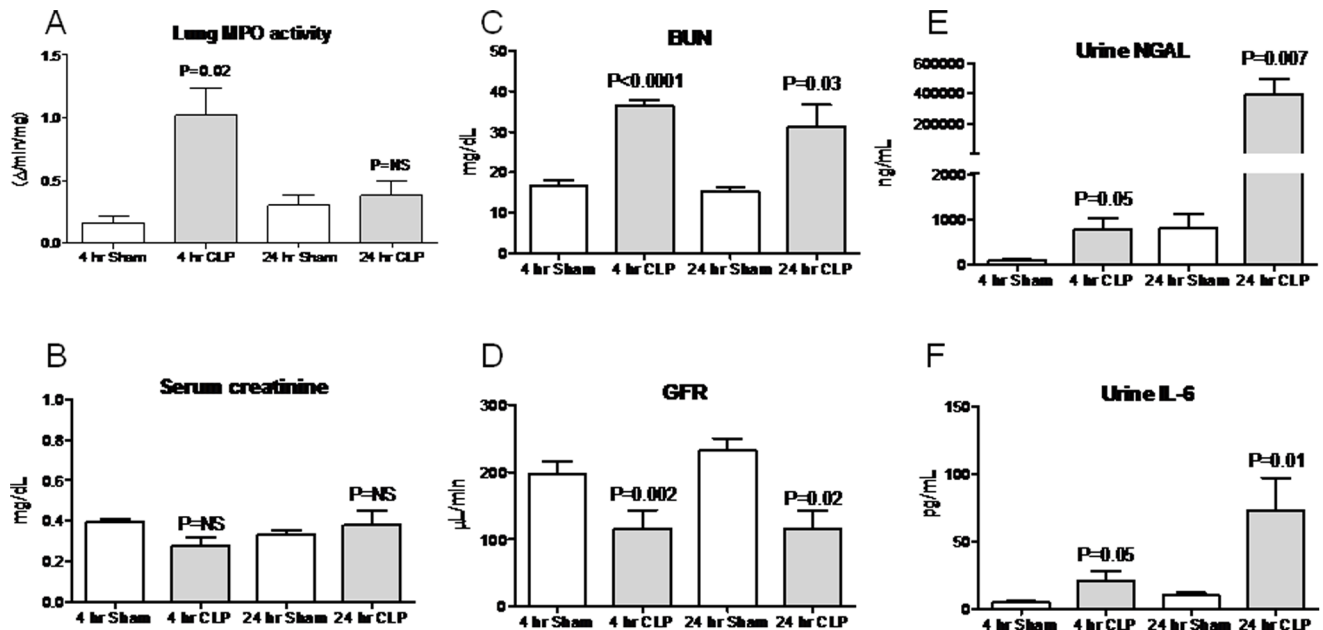 A
Lung MPO activity
(Δ/min/mg)
1.5
1.0
0.5
0.0
P=0.02
P=NS
4 hr Sham 4 hr CLP 24 hr Sham 24 hr CLP
B
Serum creatinine
mg/dL
1.0
0.8
0.6
0.4
0.2
0.0
P=NS
P=NS
4 hr Sham 4 hr CLP 24 hr Sham 24 hr CLP
C
BUN
mg/dL
50
40
30
20
10
0
P<0.0001
P=0.03
4 hr Sham 4 hr CLP 24 hr Sham 24 hr CLP
D
GFR
µL/min
300
200
100
0
P=0.002
P=0.02
4 hr Sham 4 hr CLP 24 hr Sham 24 hr CLP
E
Urine NGAL
ng/mL
600000
400000
200000
2000
1000
0
P=0.05
P=0.007
4 hr Sham 4 hr CLP 24 hr Sham 24 hr CLP
F
Urine IL-6
pg/mL
150
100
50
0
P=0.05
P=0.01
4 hr Sham 4 hr CLP 24 hr Sham 24 hr CLP